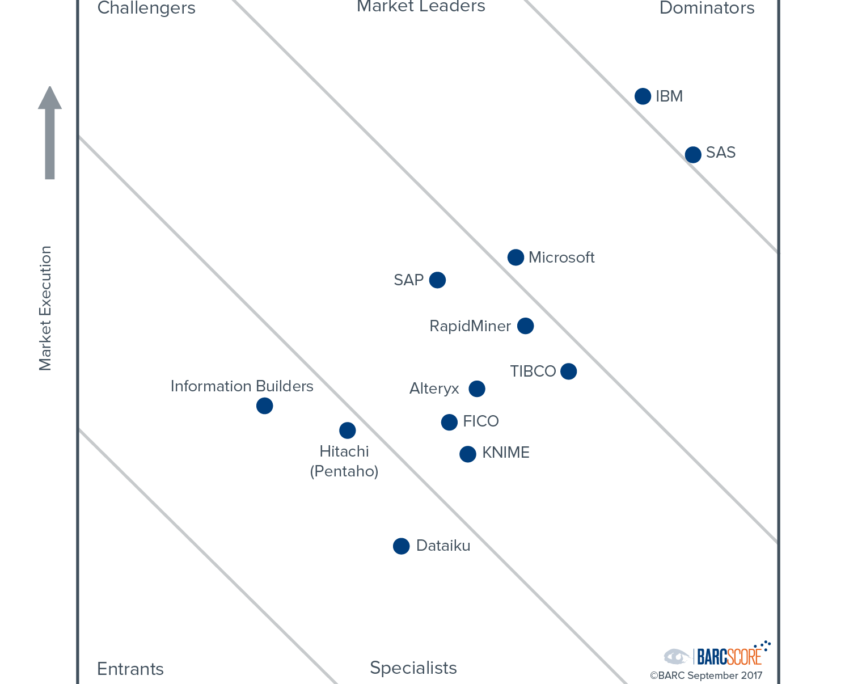 Challengers
Market Leaders
Dominators
IBM
SAS
Microsoft
SAP
RapidMiner
TIBCO
Information Builders
Alteryx
FICO
Hitachi
(Pentaho)
KNIME
Dataiku
Market Execution
Entrants
Specialists
BARCSCORE
©BARC September 2017